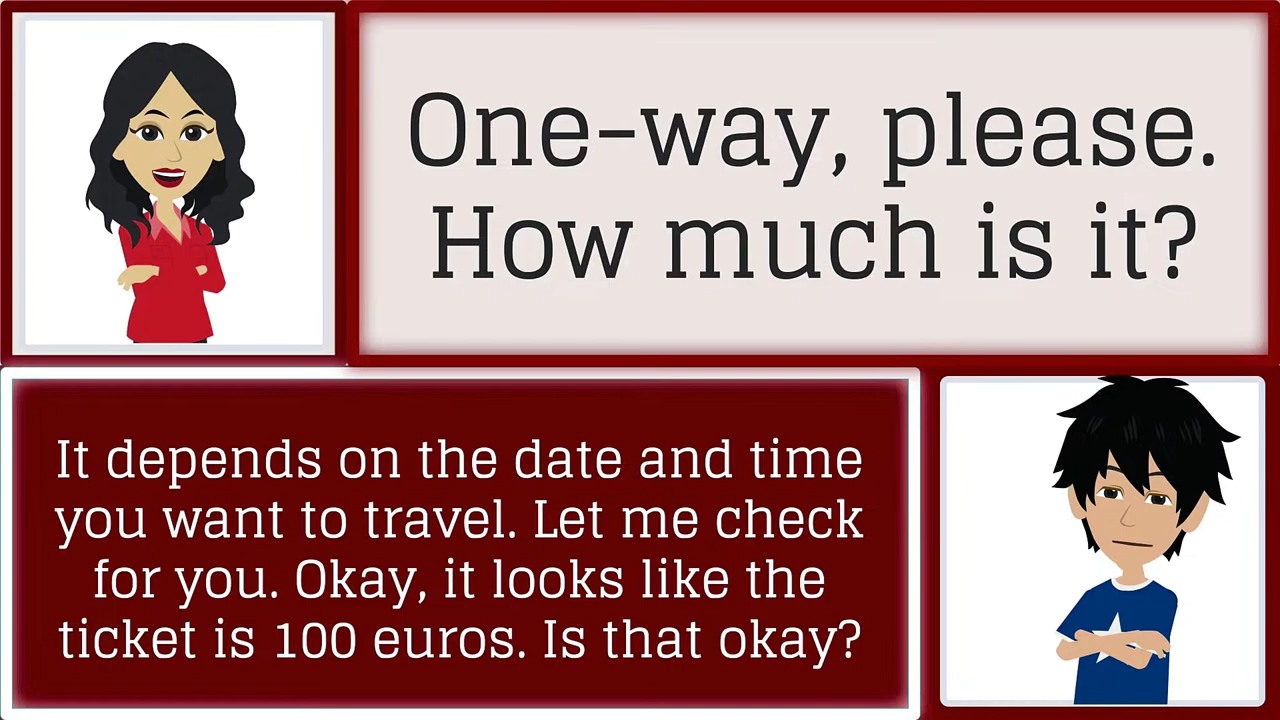 One-way, please.
How much is it?
It depends on the date and time
you want to travel. Let me check
for you. Okay, it looks like the
ticket is 100 euros. Is that okay?